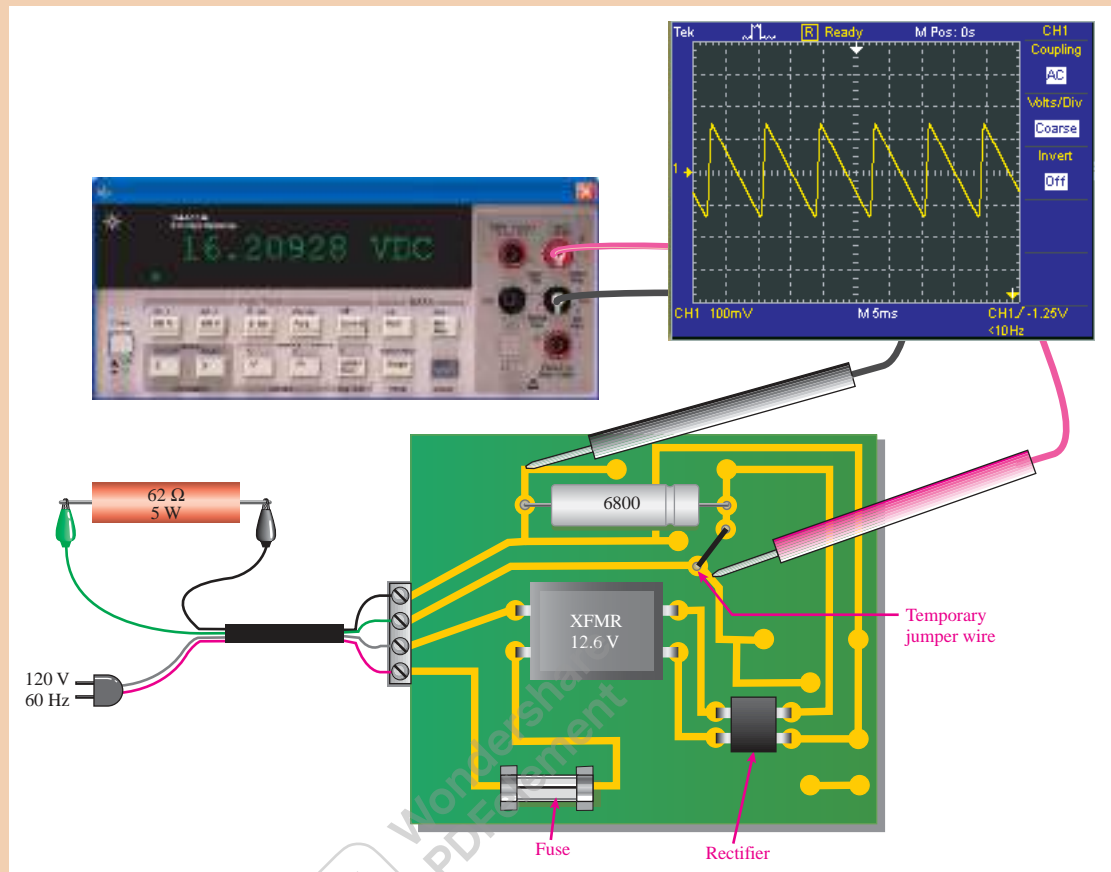 Tek R Ready M Pos: 0s CH1
Coupling
AC
Volts/Div
Coarse
Invert
Off
1
CH1 100mV M 5ms CH1 -1.25V
<10Hz
16.20928 VDC
62 Ω
5 W
6800
XFMR
12.6 V
Temporary
jumper wire
120 V
60 Hz
Fuse
Rectifier
Wondershare
PDFelement